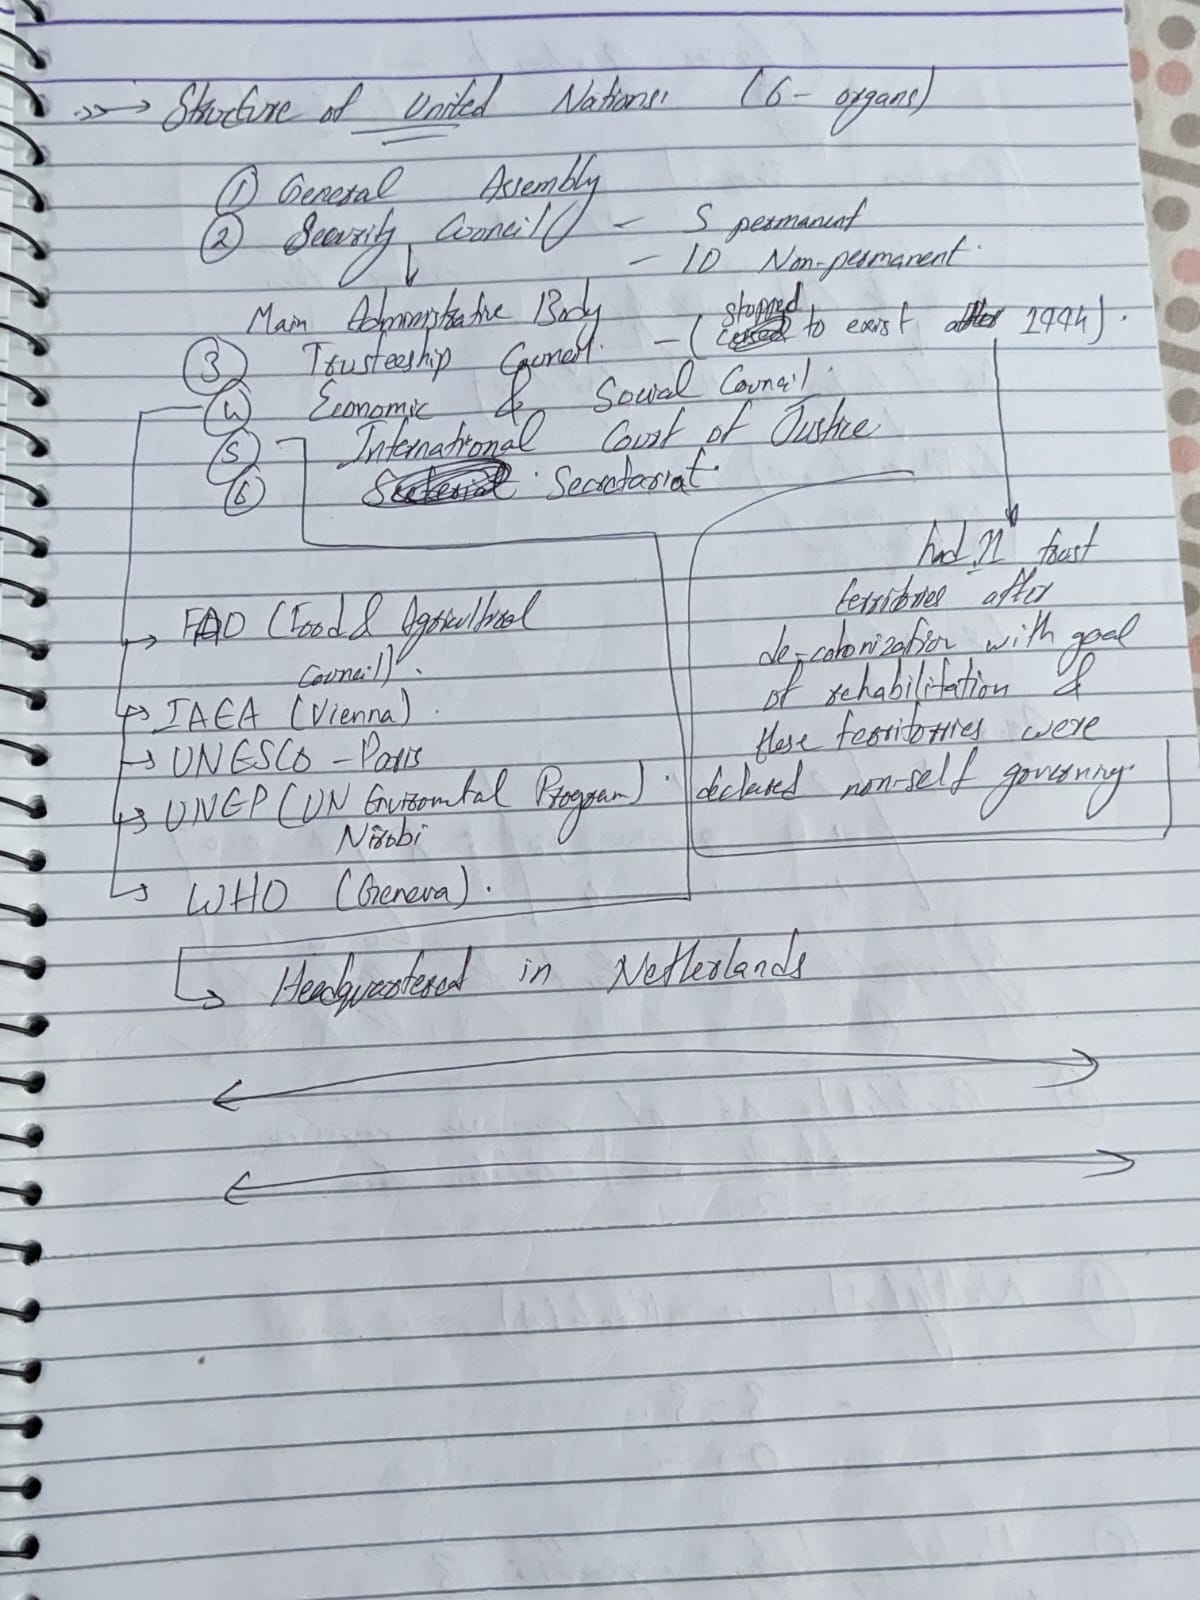 → Structure of United Nations. (6 - organs)
① General Assembly
② Security Council - 5 permanent
- 10 Non-permanent.
Main Administrative Body
③ Trusteeship Council. - (stopped to exist after 1994).
④ Economic & Social Council.
⑤ International Court of Justice
⑥ Secretariat.
had 11 trust
territories after
de-colonization with goal
of rehabilitation &
these territories were
declared non-self governing.
→ FAO (Food & Agricultural
Council).
→ IAEA (Vienna).
→ UNESCO - Paris
→ UNEP (UN Program).
Nirobi
→ WHO (Geneva).
→ Headquartered in Netherlands